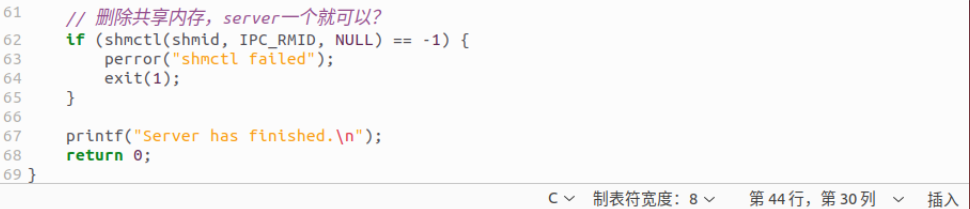 61    // 删除共享内存，server一个就可以？
62    if (shmctl(shmid, IPC_RMID, NULL) == -1) {
63        perror("shmctl failed");
64        exit(1);
65    }
66
67    printf("Server has finished.\n");
68    return 0;
69 }
C 制表符宽度：8 第 44 行，第 30 列 插入